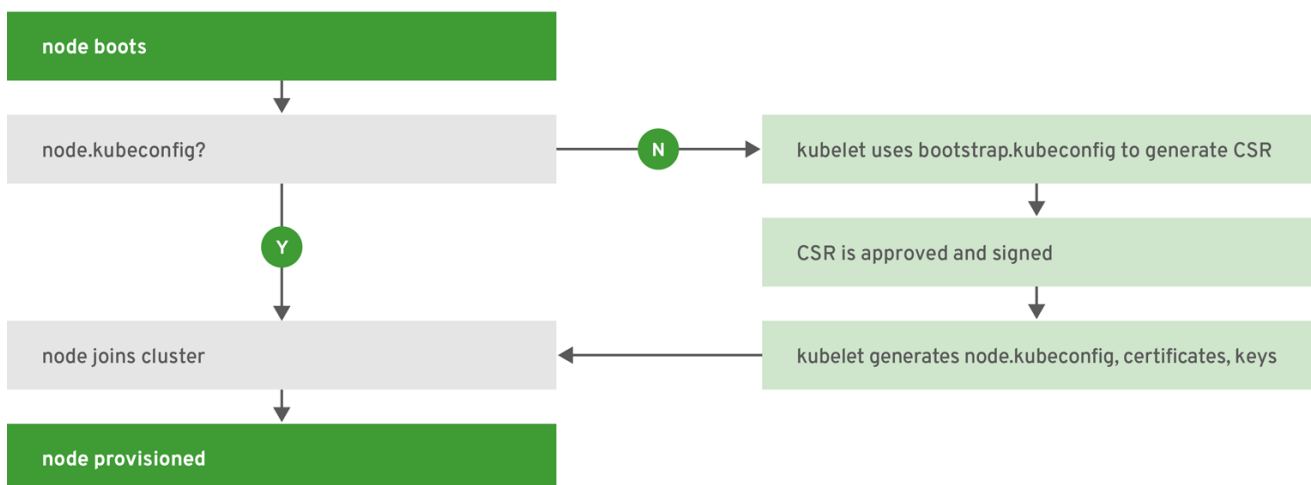 node boots
node.kubeconfig?
N
kubelet uses bootstrap.kubeconfig to generate CSR
Y
CSR is approved and signed
node joins cluster
kubelet generates node.kubeconfig, certificates, keys
node provisioned